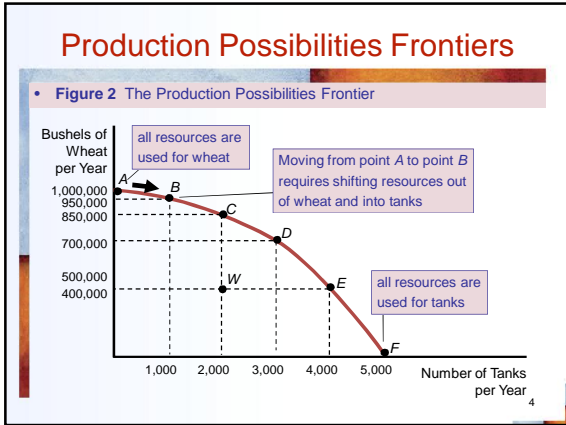 Production Possibilities Frontiers
• Figure 2 The Production Possibilities Frontier
Bushels of
Wheat
per Year
all resources are
used for wheat
Moving from point A to point B
requires shifting resources out
of wheat and into tanks
A
B
C
D
W
E
F
1,000,000
950,000
850,000
700,000
500,000
400,000
all resources are
used for tanks
1,000 2,000 3,000 4,000 5,000
Number of Tanks
per Year
4